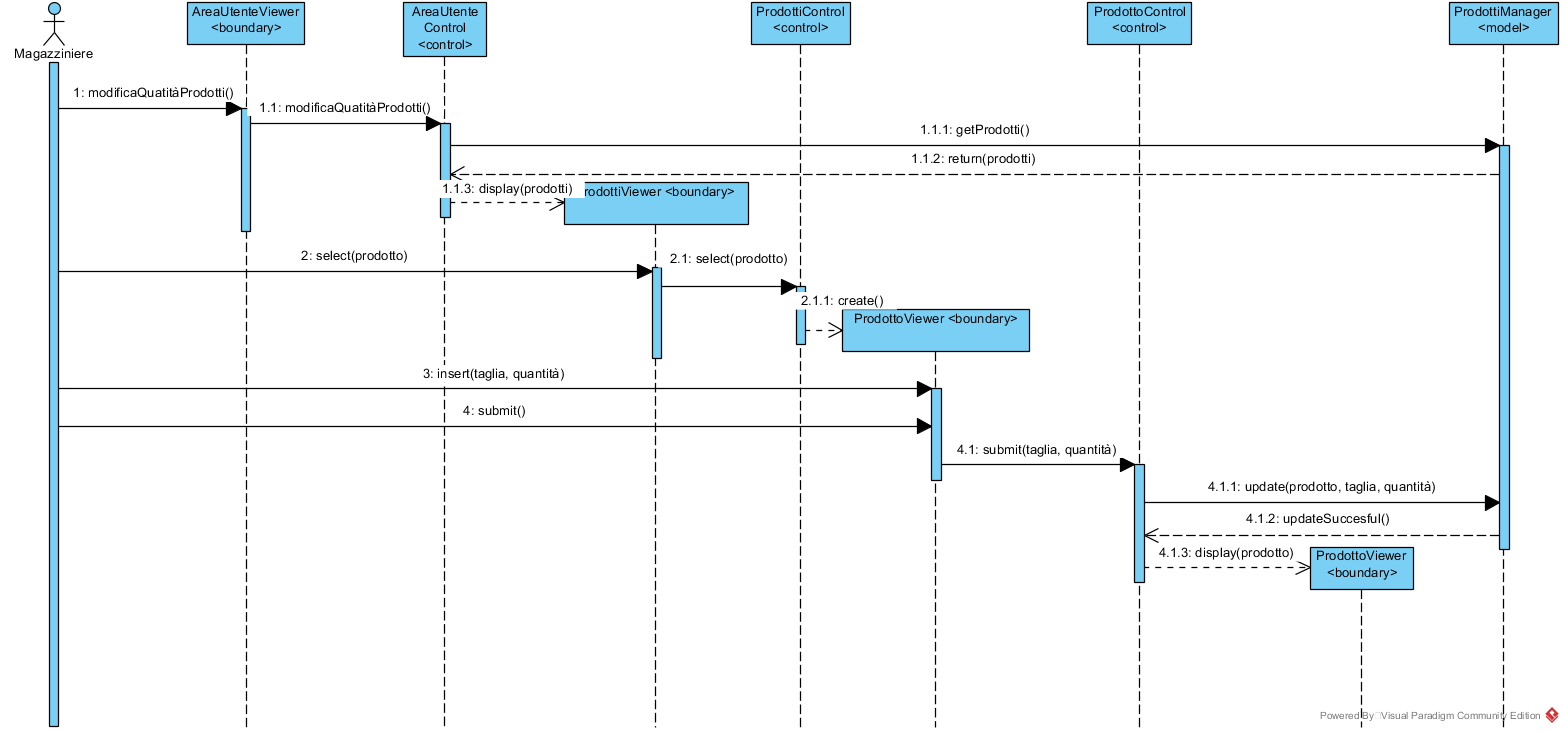 AreaUtenteViewer
<boundary>
AreaUtente
Control
<control>
ProdottiControl
<control>
ProdottoControl
<control>
ProdottiManager
<model>
Magazziniere
1: modificaQuatitàProdotti()
1.1: modificaQuatitàProdotti()
1.1.1: getProdotti()
1.1.2: return(prodotti)
1.1.3: display(prodotti)
rodottiViewer <boundary>
2: select(prodotto)
2.1: select(prodotto)
2.1.1: create()
ProdottoViewer <boundary>
3: insert(taglia, quantità)
4: submit()
4.1: submit(taglia, quantità)
4.1.1: update(prodotto, taglia, quantità)
4.1.2: updateSuccesful()
4.1.3: display(prodotto)
ProdottoViewer
<boundary>
Powered By Visual Paradigm Community Edition